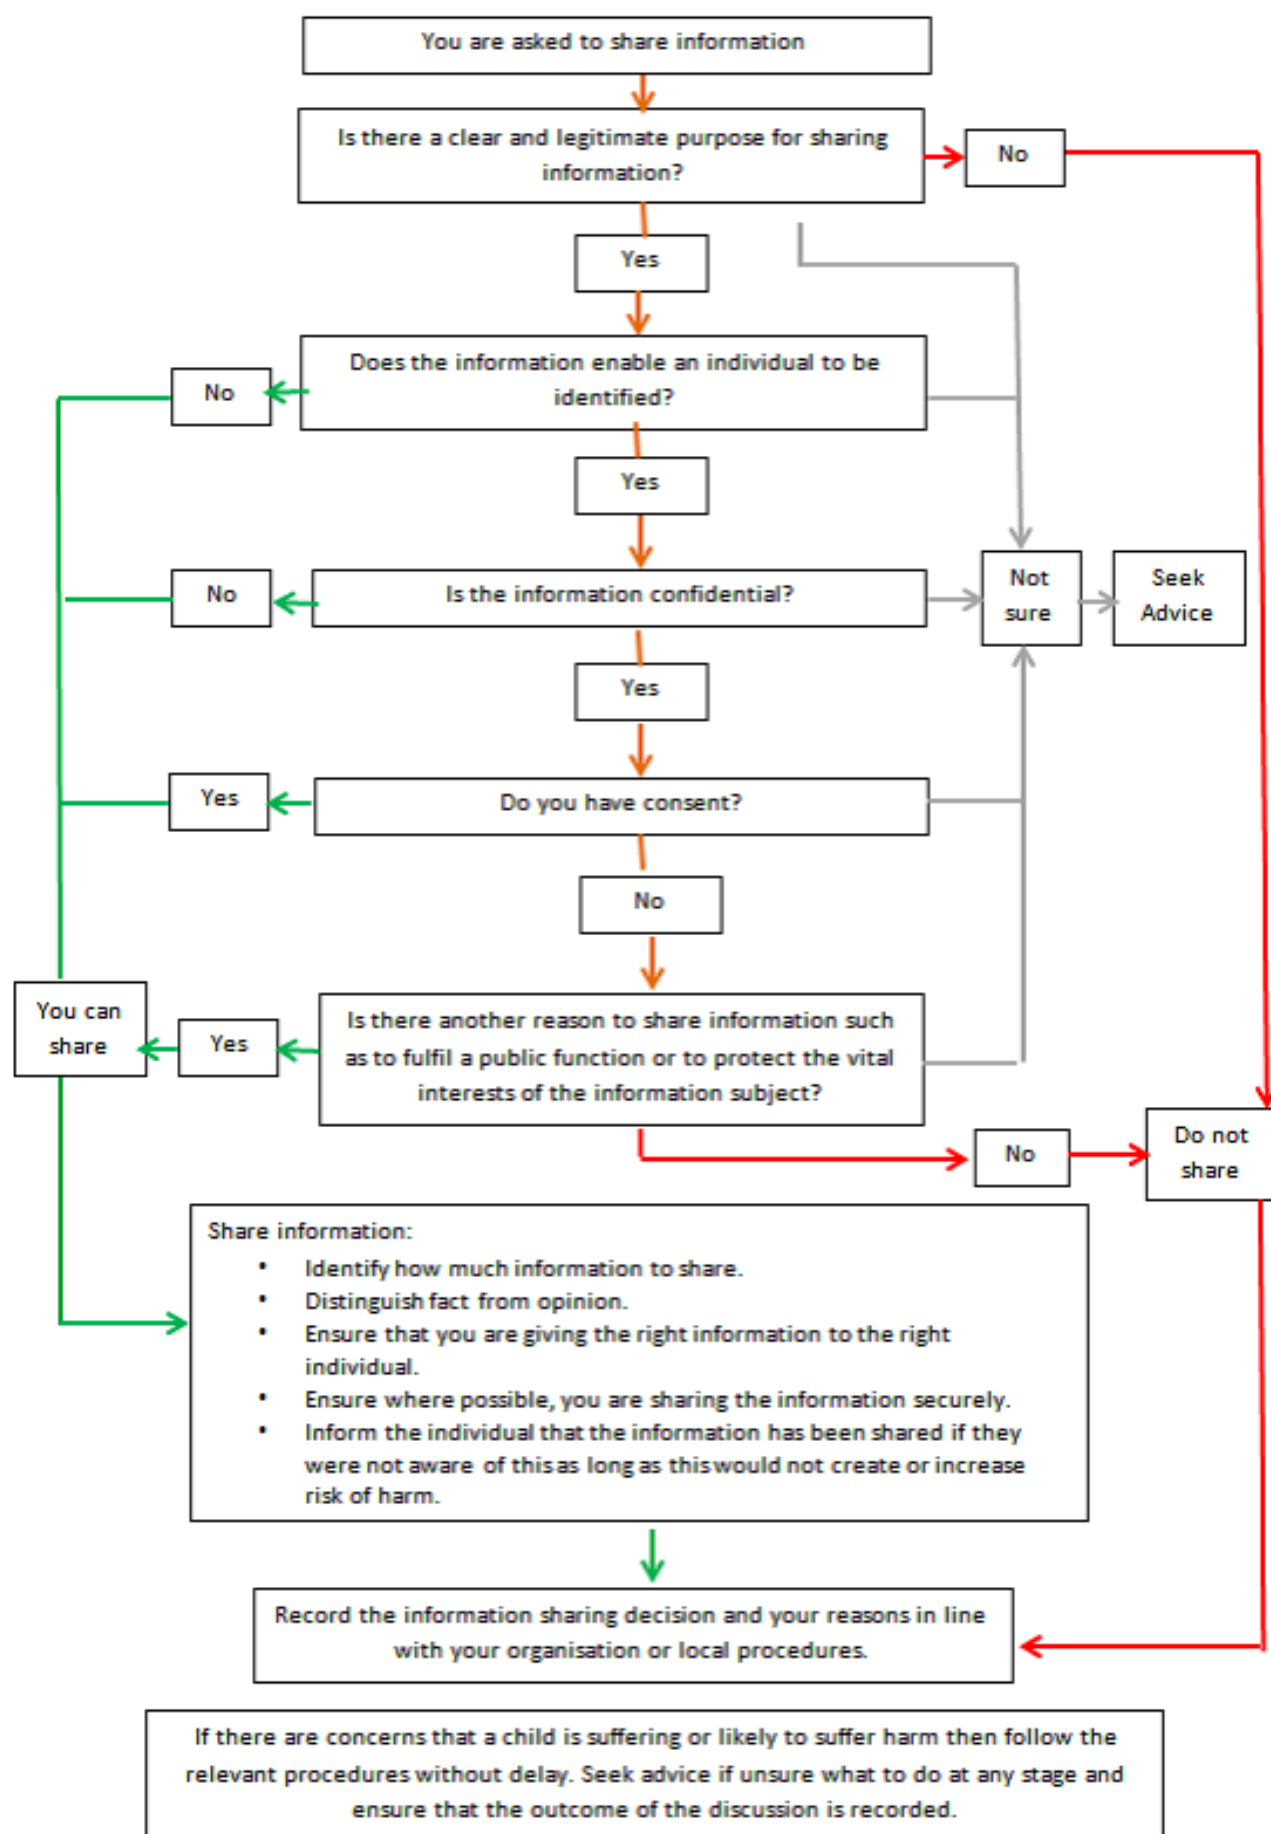 You are asked to share information
Is there a clear and legitimate purpose for sharing
information?
No
Yes
Does the information enable an individual to be
identified?
No
Yes
Is the information confidential?
No
Not
sure
Seek
Advice
Yes
Do you have consent?
Yes
No
Is there another reason to share information such
as to fulfil a public function or to protect the vital
interests of the information subject?
Yes
You can
share
No
Do not
share
Share information:
• Identify how much information to share.
• Distinguish fact from opinion.
• Ensure that you are giving the right information to the right
individual.
• Ensure where possible, you are sharing the information securely.
• Inform the individual that the information has been shared if they
were not aware of this as long as this would not create or increase
risk of harm.
Record the information sharing decision and your reasons in line
with your organisation or local procedures.
If there are concerns that a child is suffering or likely to suffer harm then follow the
relevant procedures without delay. Seek advice if unsure what to do at any stage and
ensure that the outcome of the discussion is recorded.